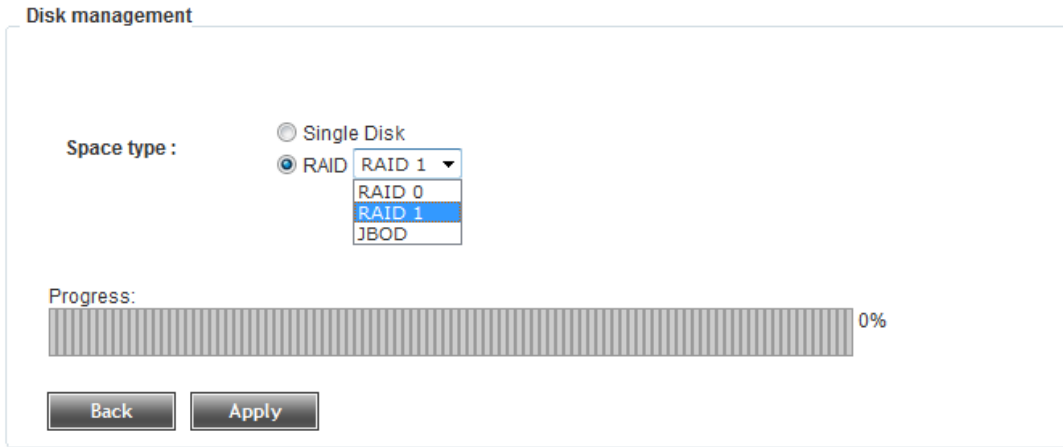 Disk management
Single Disk
Space type :
RAID RAID 1
RAID 0
RAID 1
JBOD
Progress:
0%
Back Apply